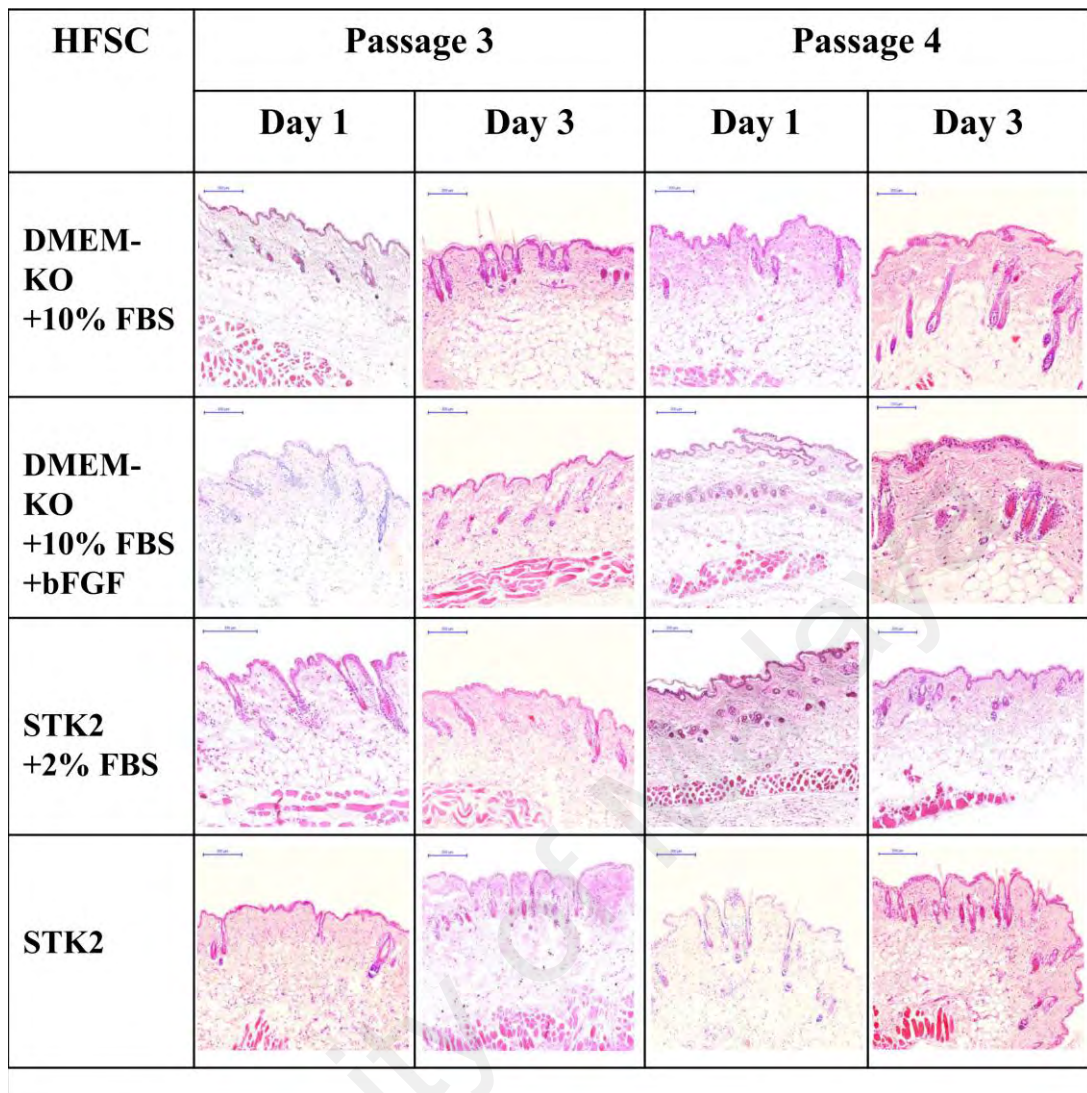 HFSC
Passage 3
Passage 4
Day 1
Day 3
Day 1
Day 3
DMEM-
KO
+10% FBS
DMEM-
KO
+10% FBS
+bFGF
STK2
+2% FBS
STK2